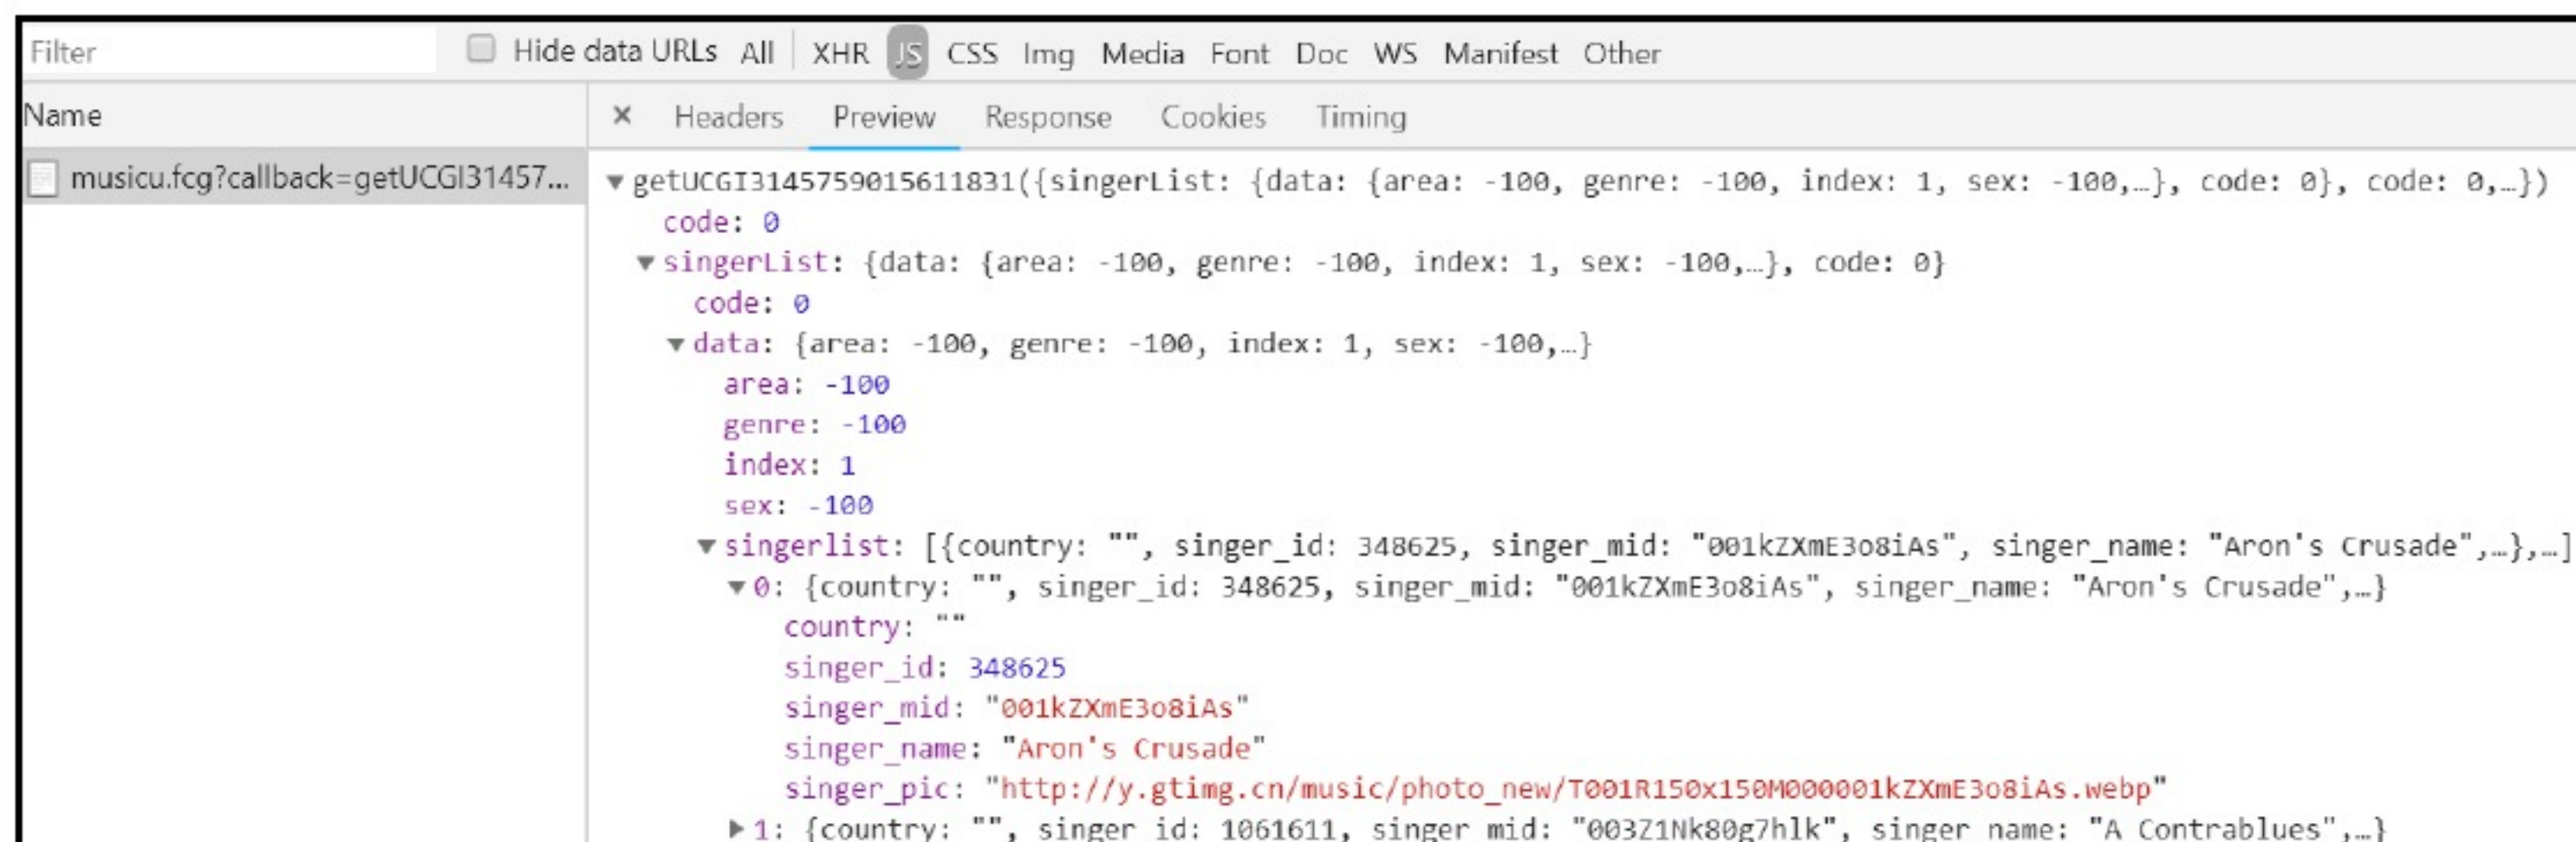 Filter Hide data URLs All XHR JS CSS Img Media Font Doc WS Manifest Other
Name × Headers Preview Response Cookies Timing
musicu.fcg?callback=getUCGI31457...
▼getUCGI3145759015611831({singerList: {data: {area: -100, genre: -100, index: 1, sex: -100,…}, code: 0}, code: 0,…})
code: 0
▼singerList: {data: {area: -100, genre: -100, index: 1, sex: -100,…}, code: 0}
code: 0
▼data: {area: -100, genre: -100, index: 1, sex: -100,…}
area: -100
genre: -100
index: 1
sex: -100
▼singerlist: [{country: "", singer_id: 348625, singer_mid: "001kZXmE3o8iAs", singer_name: "Aron's Crusade",…},…]
▼0: {country: "", singer_id: 348625, singer_mid: "001kZXmE3o8iAs", singer_name: "Aron's Crusade",…}
country: ""
singer_id: 348625
singer_mid: "001kZXmE3o8iAs"
singer_name: "Aron's Crusade"
singer_pic: "http://y.gtimg.cn/music/photo_new/T001R150x150M000001kZXmE3o8iAs.webp"
▶1: {country: "", singer_id: 1061611, singer_mid: "003Z1Nk80g7hlk", singer_name: "A Contrablues",…}